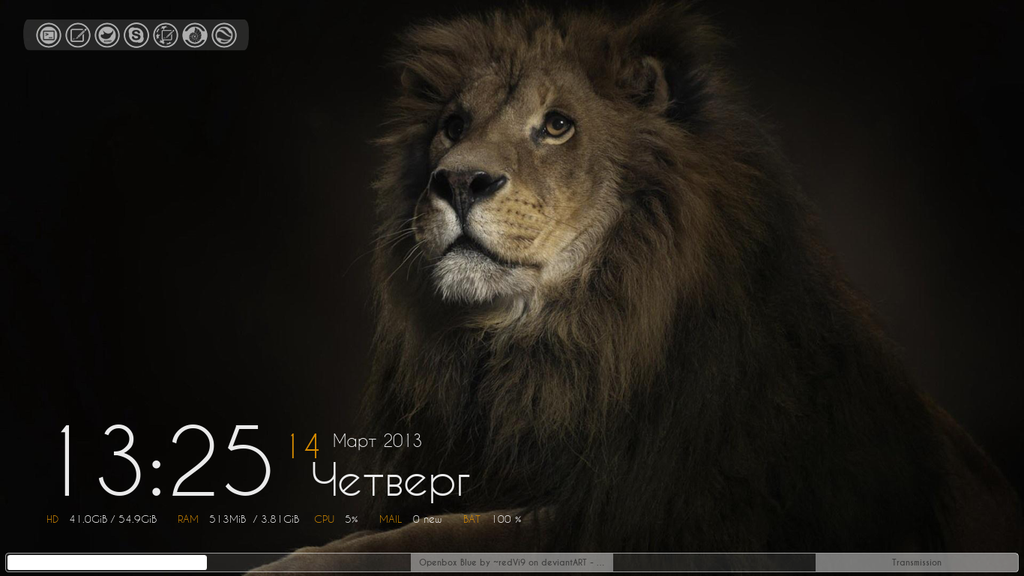 13:25 14 Март 2013
Четверг
HD 41.0GiB / 54.9GiB RAM 513MiB / 3.81GiB CPU 5% MAIL 0 new BAT 100 %
Openbox Blue by ~redVi9 on deviantART - ... Transmission